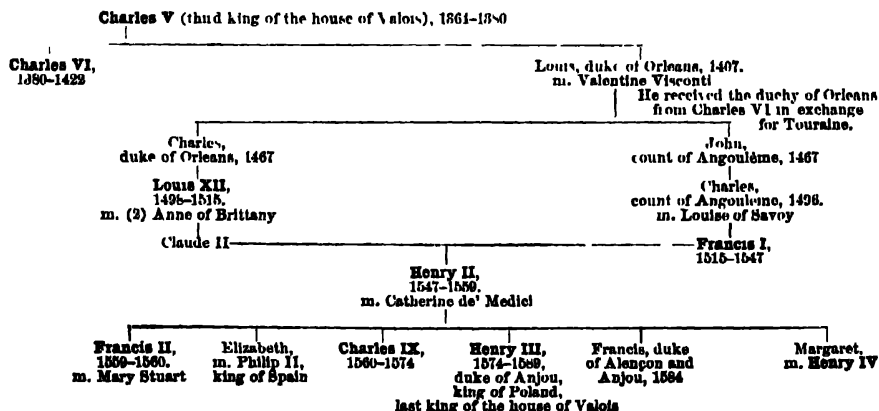 Charles V (third king of the house of Valois), 1364-1380
Charles VI,
1380-1422
Louis, duke of Orleans, 1407.
m. Valentine Visconti
He received the duchy of Orleans
from Charles VI in exchange
for Touraine.
Charles,
duke of Orleans, 1467
John,
count of Angoulême, 1467
Louis XII,
1498-1515.
m. (2) Anne of Brittany
Charles,
count of Angouleme, 1496.
m. Louise of Savoy
Claude II
Francis I,
1515-1547
Henry II,
1547-1559.
m. Catherine de' Medici
Francis II,
1559-1560.
m. Mary Stuart
Elizabeth,
m. Philip II,
king of Spain
Charles IX,
1560-1574
Henry III,
1574-1589,
duke of Anjou,
king of Poland,
last king of the house of Valois
Francis, duke
of Alençon and
Anjou, 1584
Margaret,
m. Henry IV